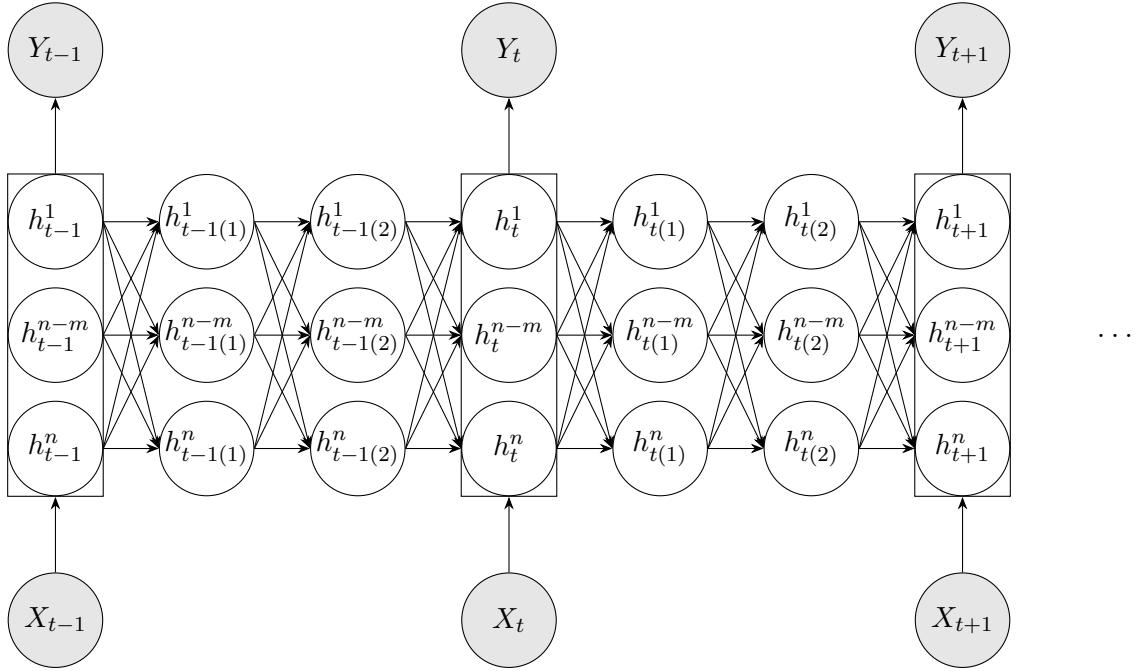 Y_{t−1} Y_t Y_{t+1}
h^1_{t−1} h^1_{t−1(1)} h^1_{t−1(2)} h^1_t h^1_{t(1)} h^1_{t(2)} h^1_{t+1}
h^{n−m}_{t−1} h^{n−m}_{t−1(1)} h^{n−m}_{t−1(2)} h^{n−m}_t h^{n−m}_{t(1)} h^{n−m}_{t(2)} h^{n−m}_{t+1} . . .
h^n_{t−1} h^n_{t−1(1)} h^n_{t−1(2)} h^n_t h^n_{t(1)} h^n_{t(2)} h^n_{t+1}
X_{t−1} X_t X_{t+1}